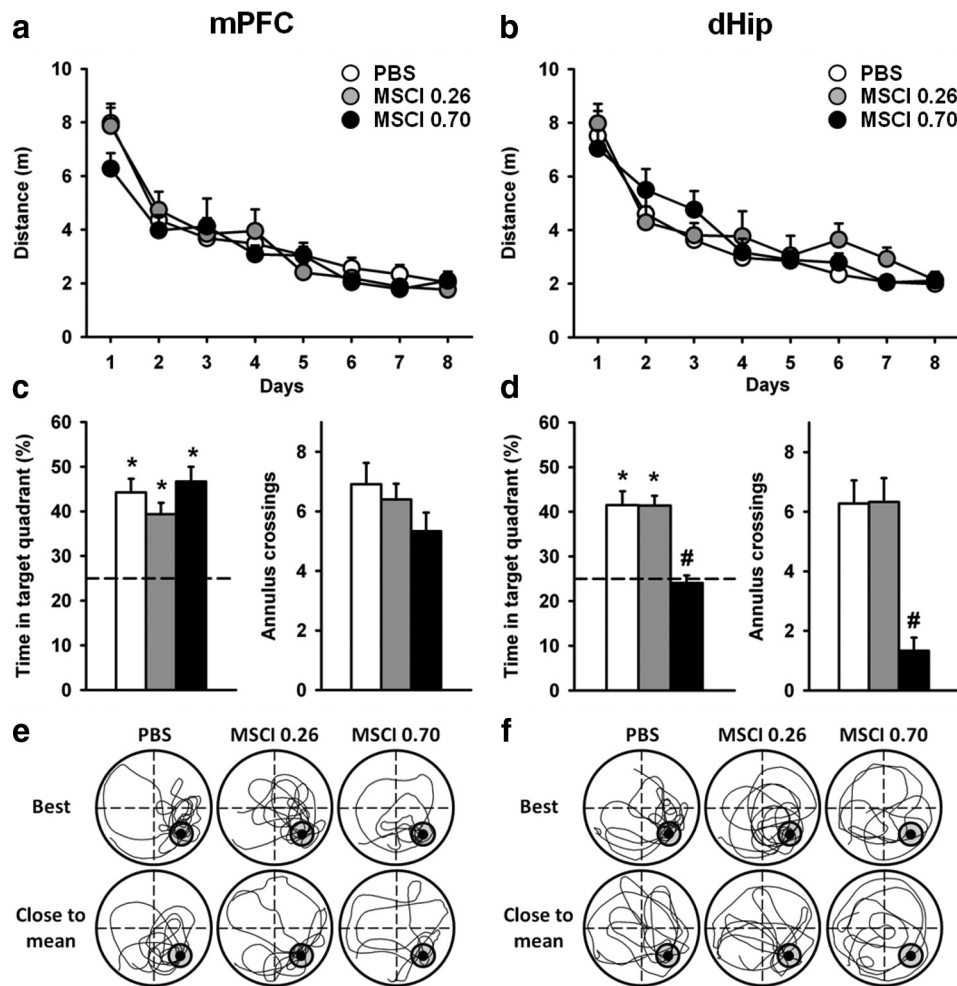 a mPFC
b dHip
PBS
MSCI 0.26
MSCI 0.70
Distance (m)
10
8
6
4
2
0
1 2 3 4 5 6 7 8
Days
PBS
MSCI 0.26
MSCI 0.70
Distance (m)
10
8
6
4
2
0
1 2 3 4 5 6 7 8
Days
c
Time in target quadrant (%)
60
50
40
30
20
10
0
* * *
Annulus crossings
8
6
4
2
0
d
Time in target quadrant (%)
60
50
40
30
20
10
0
* * #
Annulus crossings
8
6
4
2
0
#
e
PBS MSCI 0.26 MSCI 0.70
Best
Close to
mean
f
PBS MSCI 0.26 MSCI 0.70
Best
Close to
mean